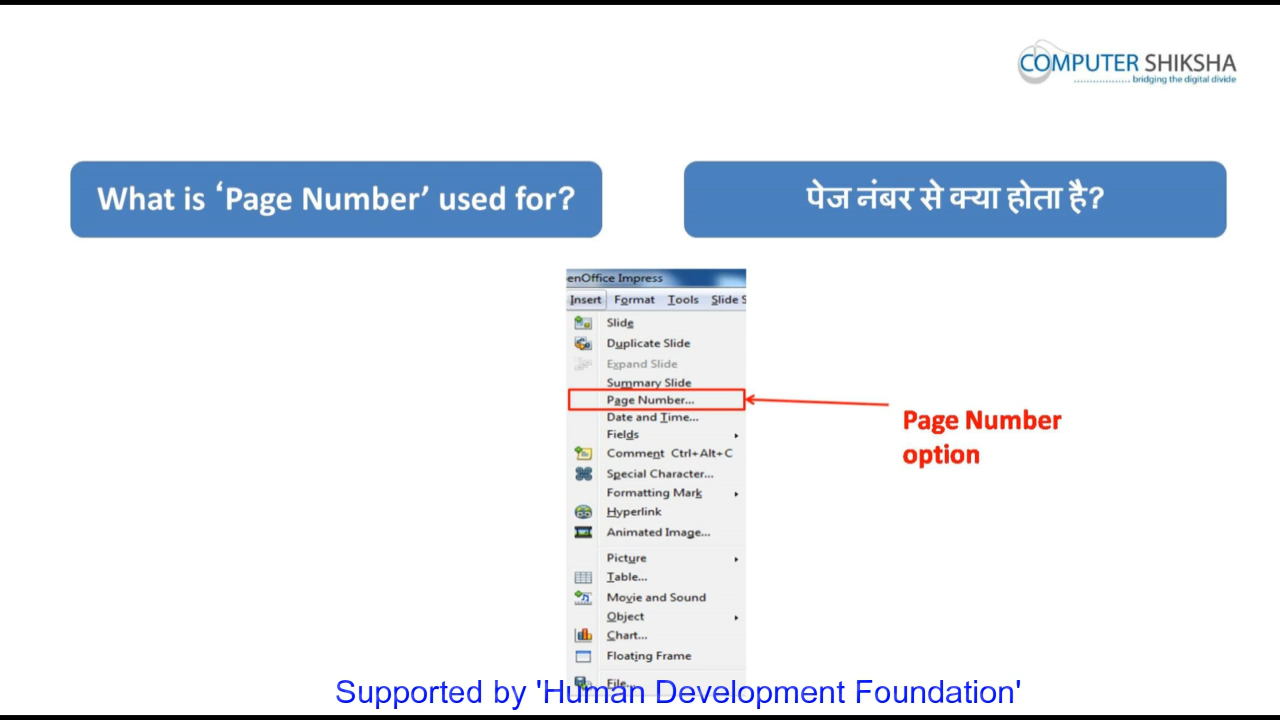 COMPUTER SHIKSHA
bridging the digital divide
What is ‘Page Number’ used for?
पेज नंबर से क्या होता है?
enOffice Impress
Insert Format Tools Slide S
Slide
Duplicate Slide
Expand Slide
Summary Slide
Page Number...
Date and Time...
Fields
Comment Ctrl+Alt+C
Special Character...
Formatting Mark
Hyperlink
Animated Image...
Picture
Table...
Movie and Sound
Object
Chart...
Floating Frame
File...
Page Number
option
Supported by 'Human Development Foundation'